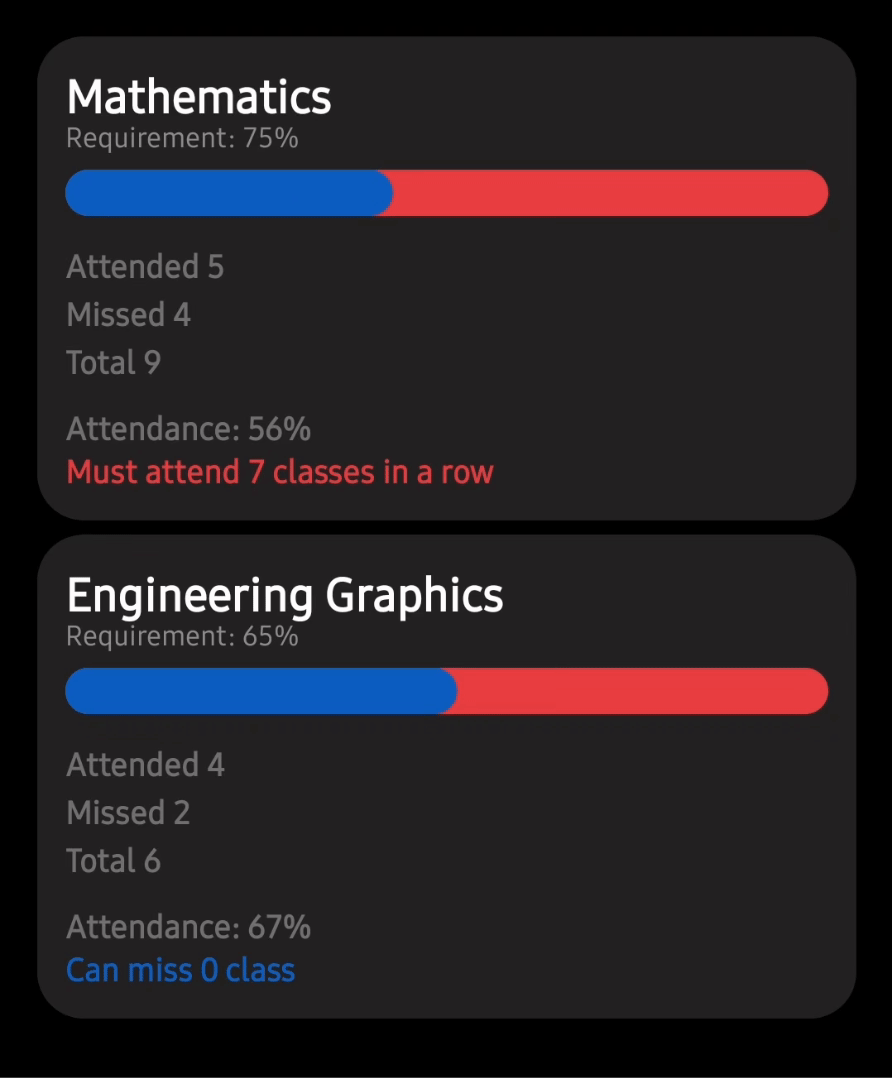 Mathematics
Requirement: 75%
Attended 5
Missed 4
Total 9
Attendance: 56%
Must attend 7 classes in a row
Engineering Graphics
Requirement: 65%
Attended 4
Missed 2
Total 6
Attendance: 67%
Can miss 0 class